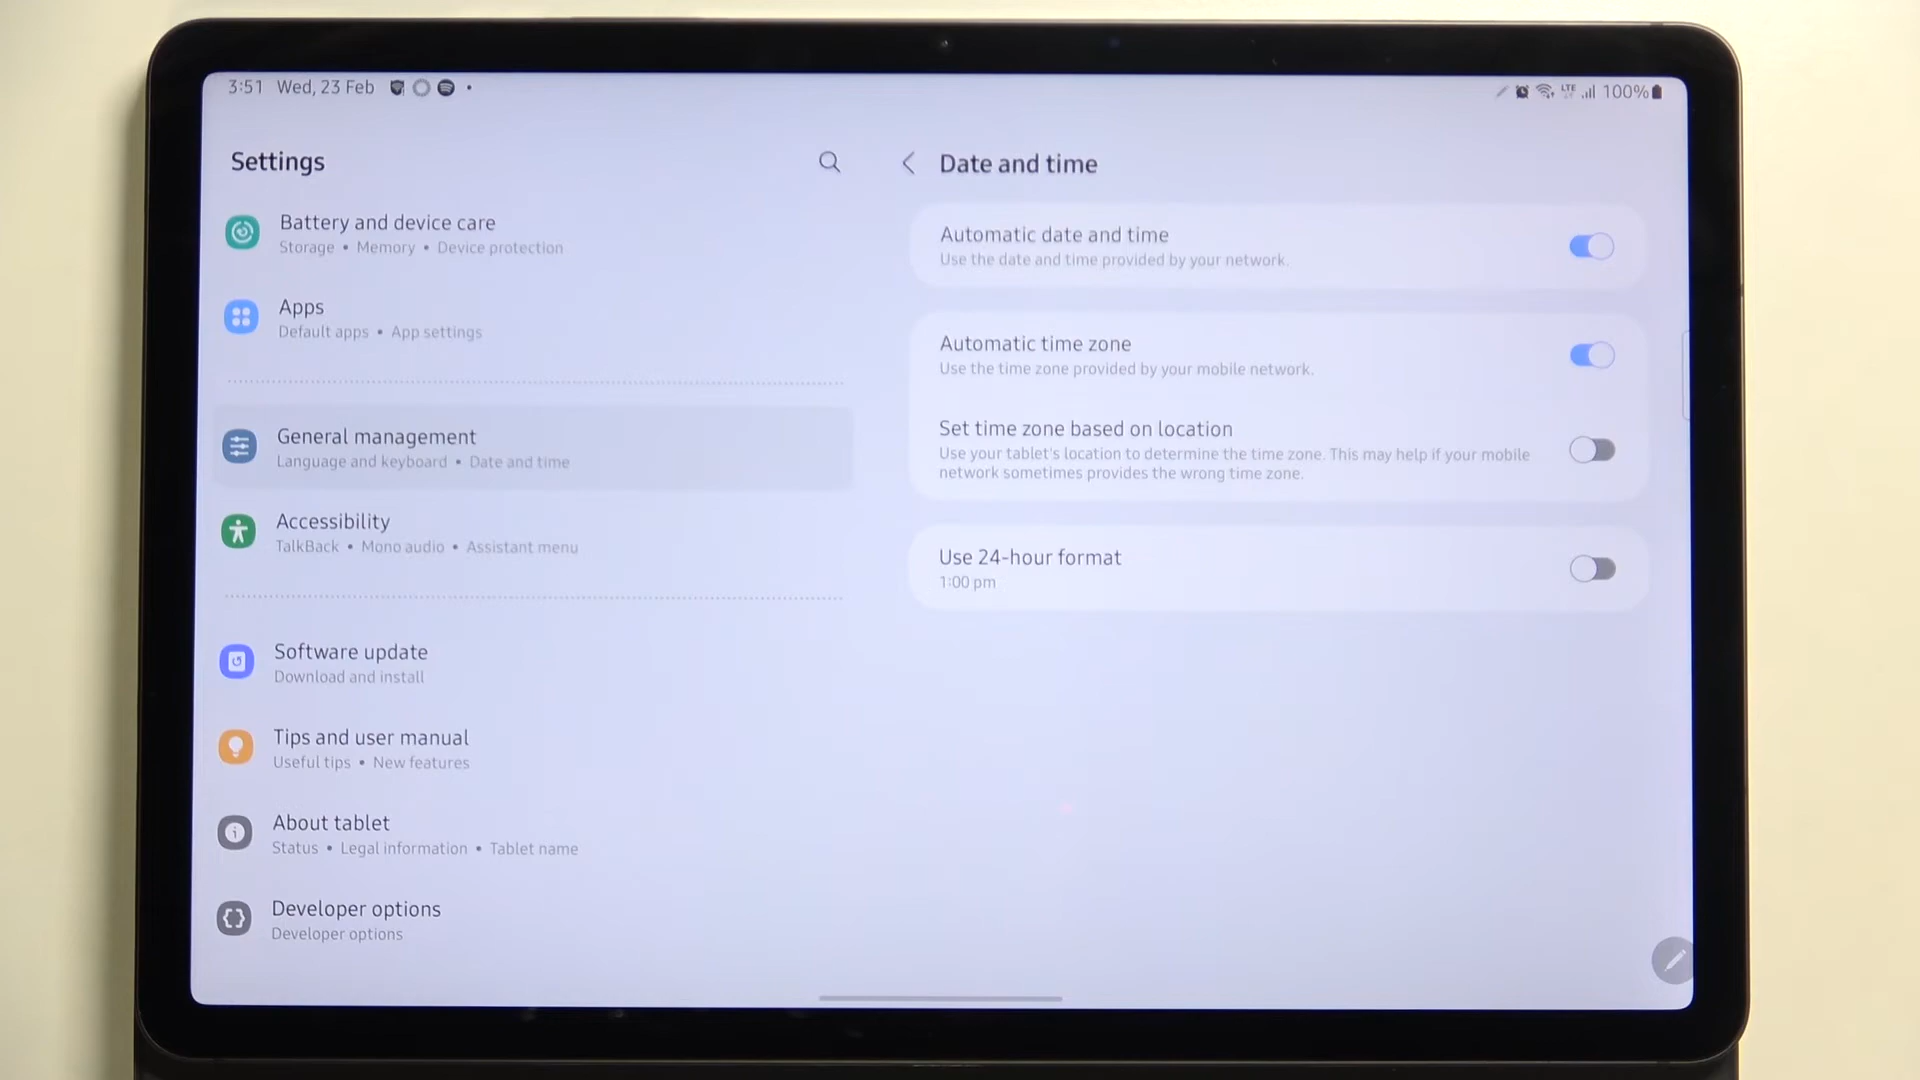 3:51 Wed, 23 Feb
LTE 100%
Settings
Battery and device care
Storage • Memory • Device protection
Apps
Default apps • App settings
General management
Language and keyboard • Date and time
Accessibility
TalkBack • Mono audio • Assistant menu
Software update
Download and install
Tips and user manual
Useful tips • New features
About tablet
Status • Legal information • Tablet name
Developer options
Developer options
Date and time
Automatic date and time
Use the date and time provided by your network.
Automatic time zone
Use the time zone provided by your mobile network.
Set time zone based on location
Use your tablet's location to determine the time zone. This may help if your mobile
network sometimes provides the wrong time zone.
Use 24-hour format
1:00 pm